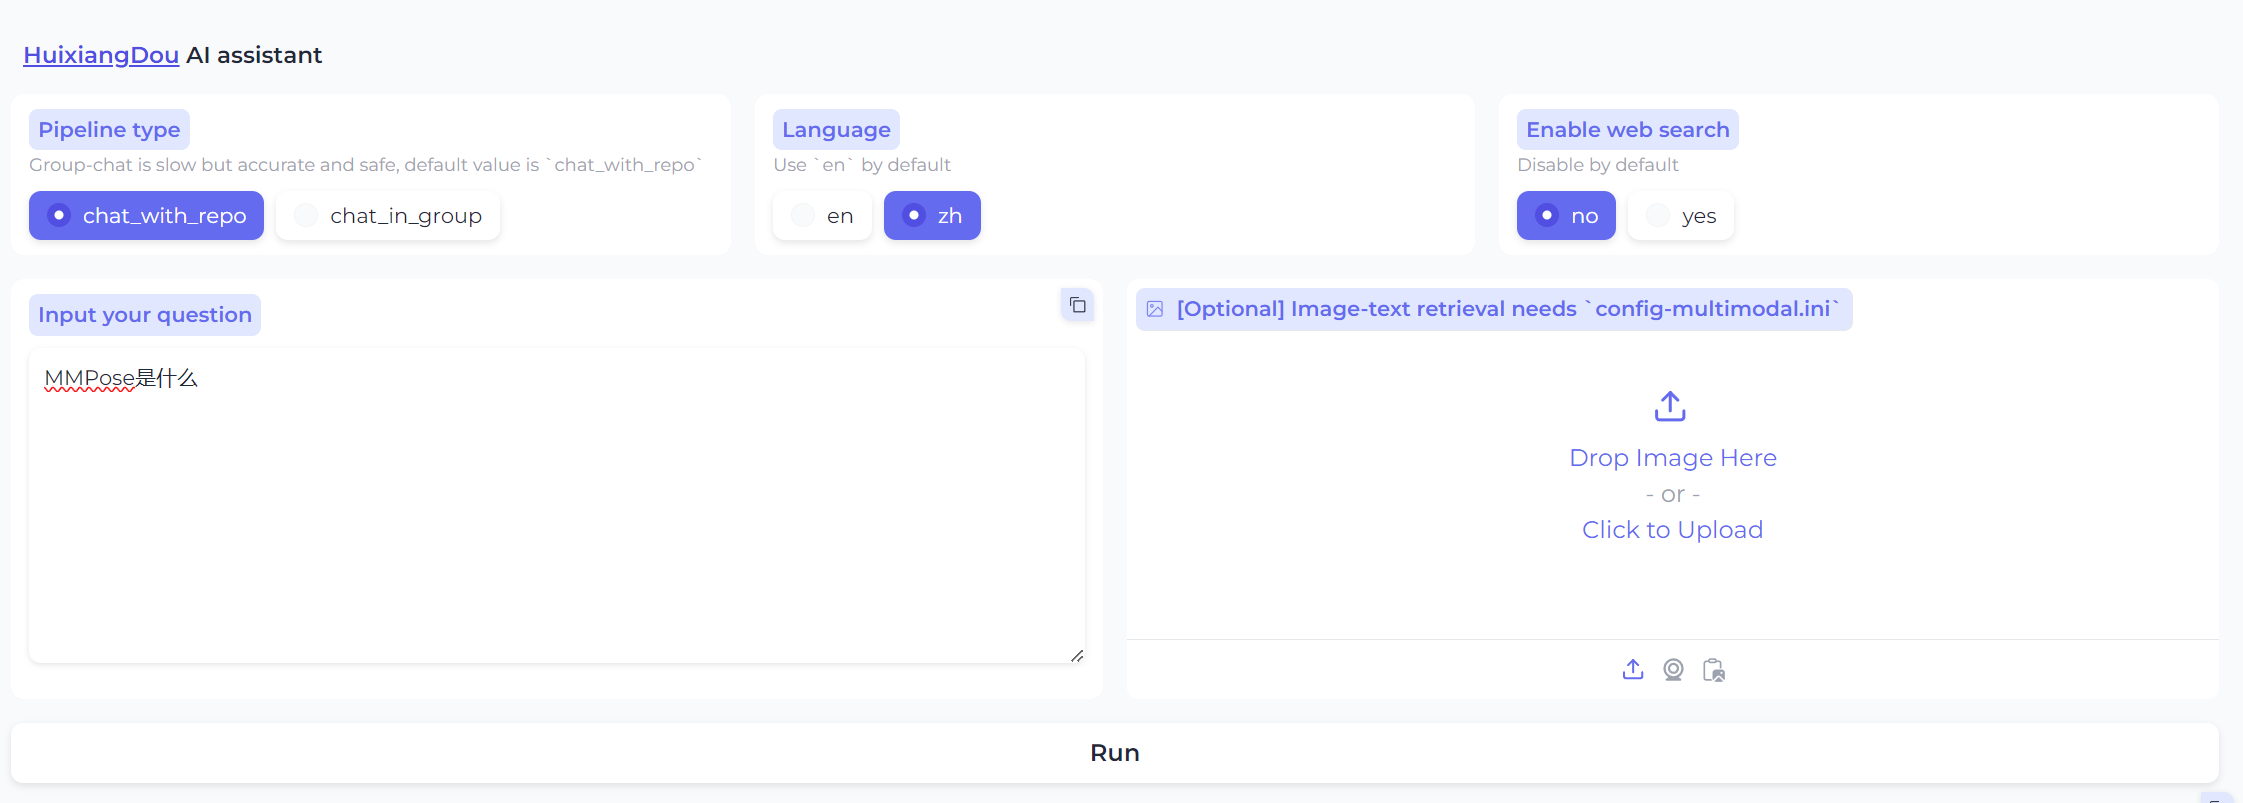 HuixiangDou AI assistant
Pipeline type
Group-chat is slow but accurate and safe, default value is `chat_with_repo`
chat_with_repo
chat_in_group
Language
Use `en` by default
en
zh
Enable web search
Disable by default
no
yes
Input your question
MMPose是什么
[Optional] Image-text retrieval needs `config-multimodal.ini`
Drop Image Here
- or -
Click to Upload
Run